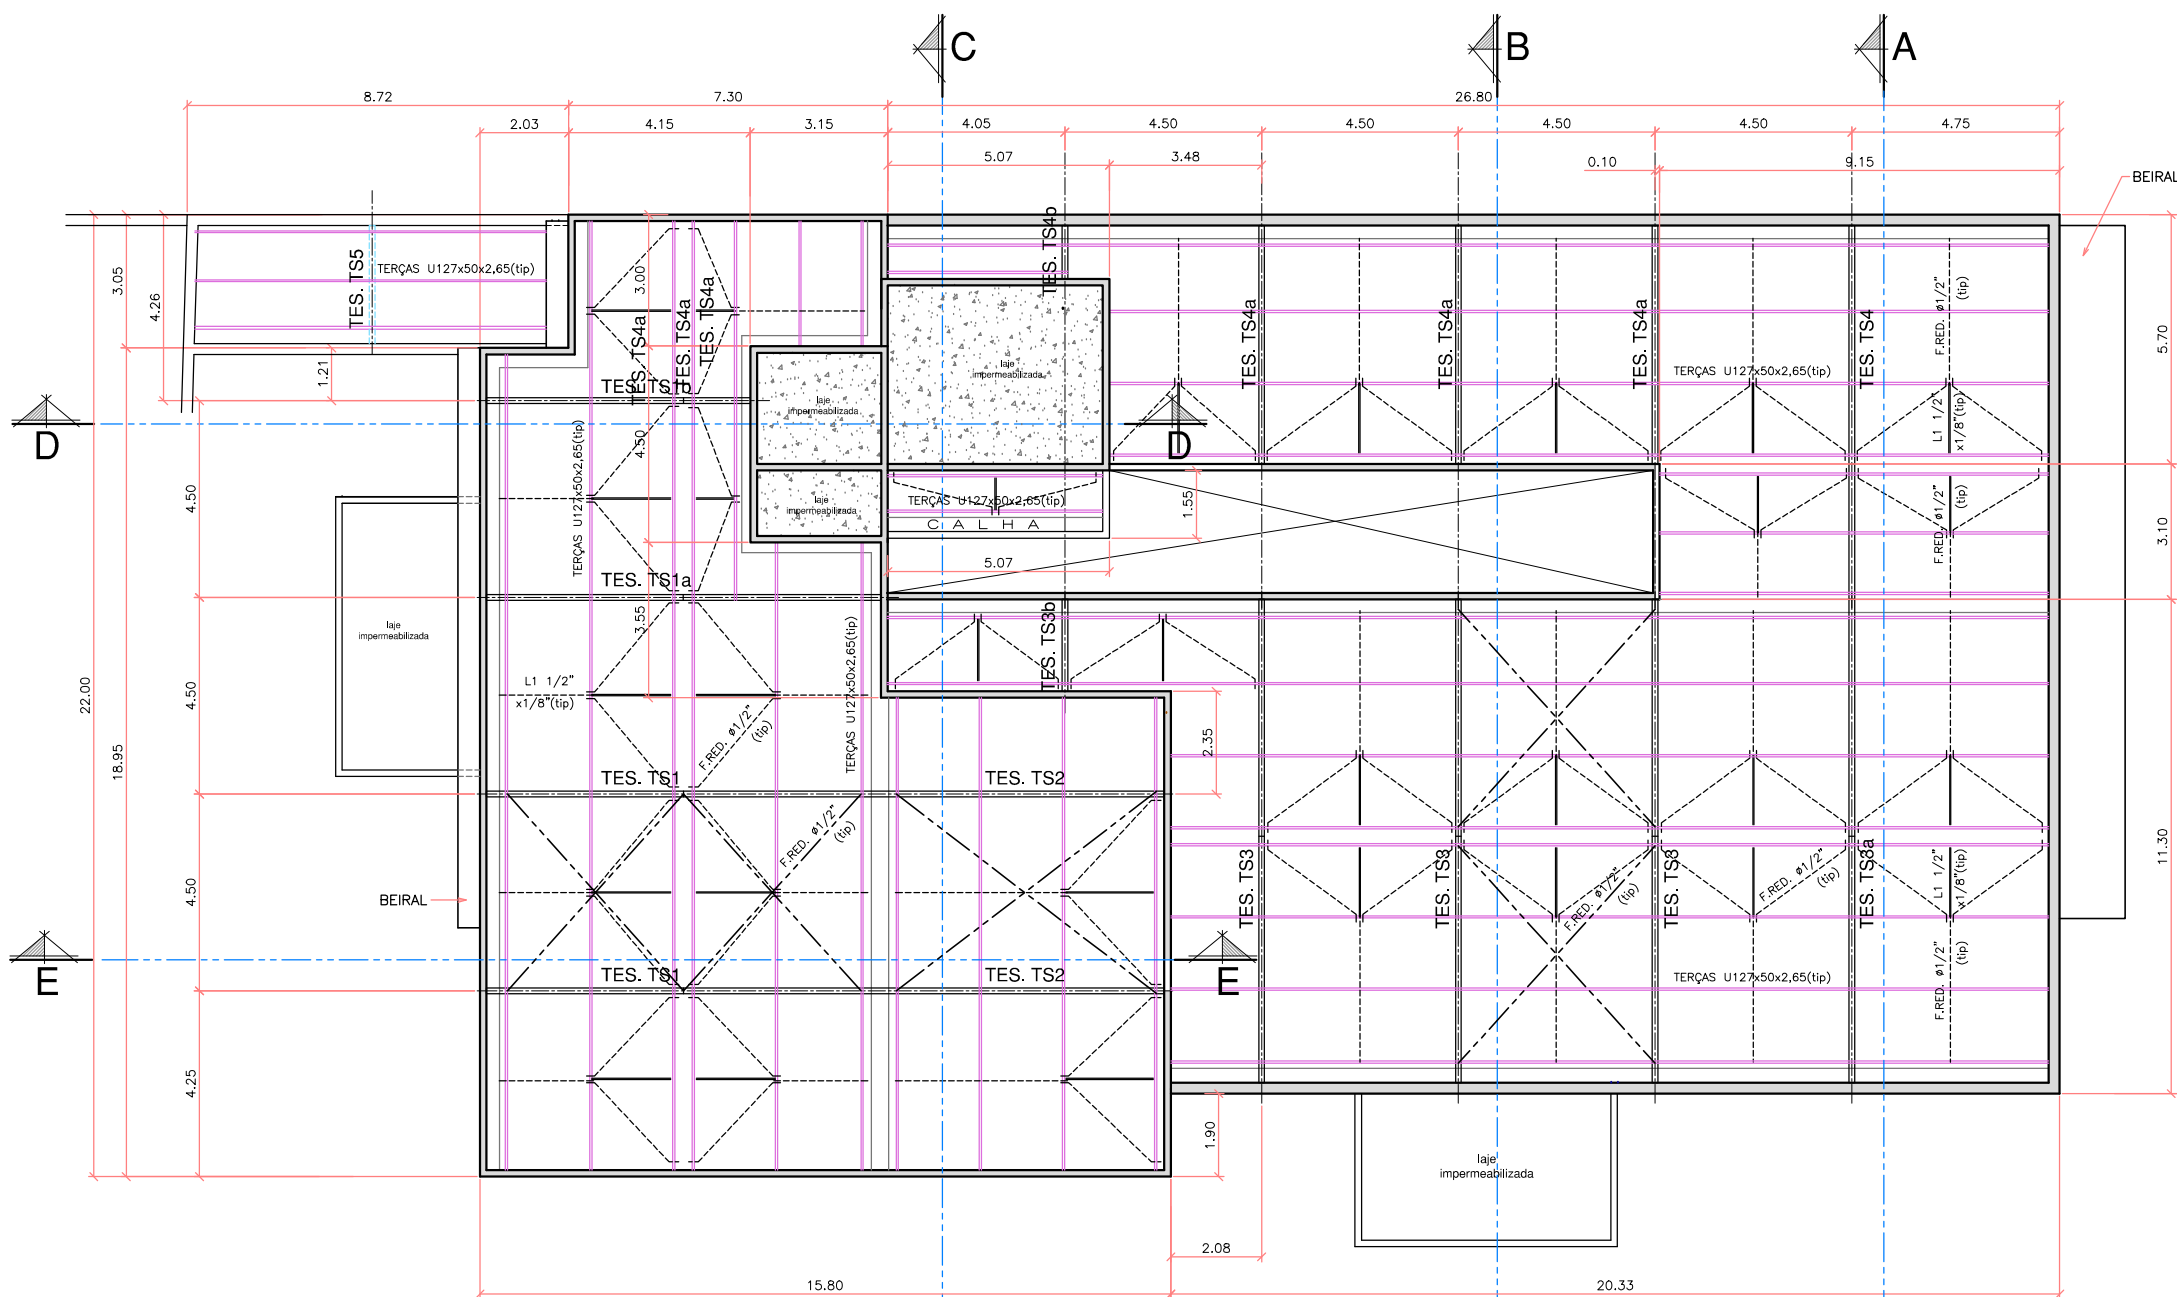 C
B
A
8.72
7.30
26.80
2.03
4.15
3.15
4.05
4.50
4.50
4.50
4.50
4.75
5.07
3.48
0.10
9.15
BEIRAL
TES. TS5
TERÇAS U127x50x2,65(tip)
3.05
4.26
1.21
3.00
TES. TS4a
TES. TS4a
TES. TS4a
TES. TS4b
TES. TS4a
TES. TS4a
TES. TS4a
TES. TS4
F.RED. ø1/2"
(tip)
5.70
laje
impermeabilizada
TERÇAS U127x50x2,65(tip)
TES. TS1b
laje
impermeabilizada
L1 1/2"
x1/8"(tip)
D
D
4.50
TERÇAS U127x50x2,65(tip)
4.50
laje
impermeabilizada
TERÇAS U127x50x2,65(tip)
CALHA
1.55
F.RED. ø1/2"
(tip)
3.10
5.07
TES. TS1a
3.55
laje
impermeabilizada
TES. TS3b
L1 1/2"
x1/8"(tip)
TERÇAS U127x50x2,65(tip)
22.00
18.95
4.50
F.RED. ø1/2"
(tip)
2.35
TES. TS1
TES. TS2
F.RED. ø1/2"
(tip)
4.50
BEIRAL
TES. TS3
TES. TS3
F.RED. ø1/2"
(tip)
TES. TS3
F.RED. ø1/2"
(tip)
TES. TS3a
L1 1/2"
x1/8"(tip)
11.30
E
E
TES. TS1
TES. TS2
TERÇAS U127x50x2,65(tip)
F.RED. ø1/2"
(tip)
4.25
1.90
laje
impermeabilizada
2.08
15.80
20.33